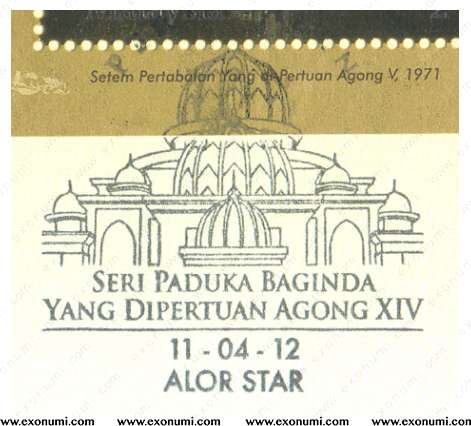 Setem Pertabalan Yang di-Pertuan Agong V, 1971
SERI PADUKA BAGINDA
YANG DIPERTUAN AGONG XIV
11 - 04 - 12
ALOR STAR
www.exonumi.com www.exonumi.com www.exonumi.com www.exonumi.com